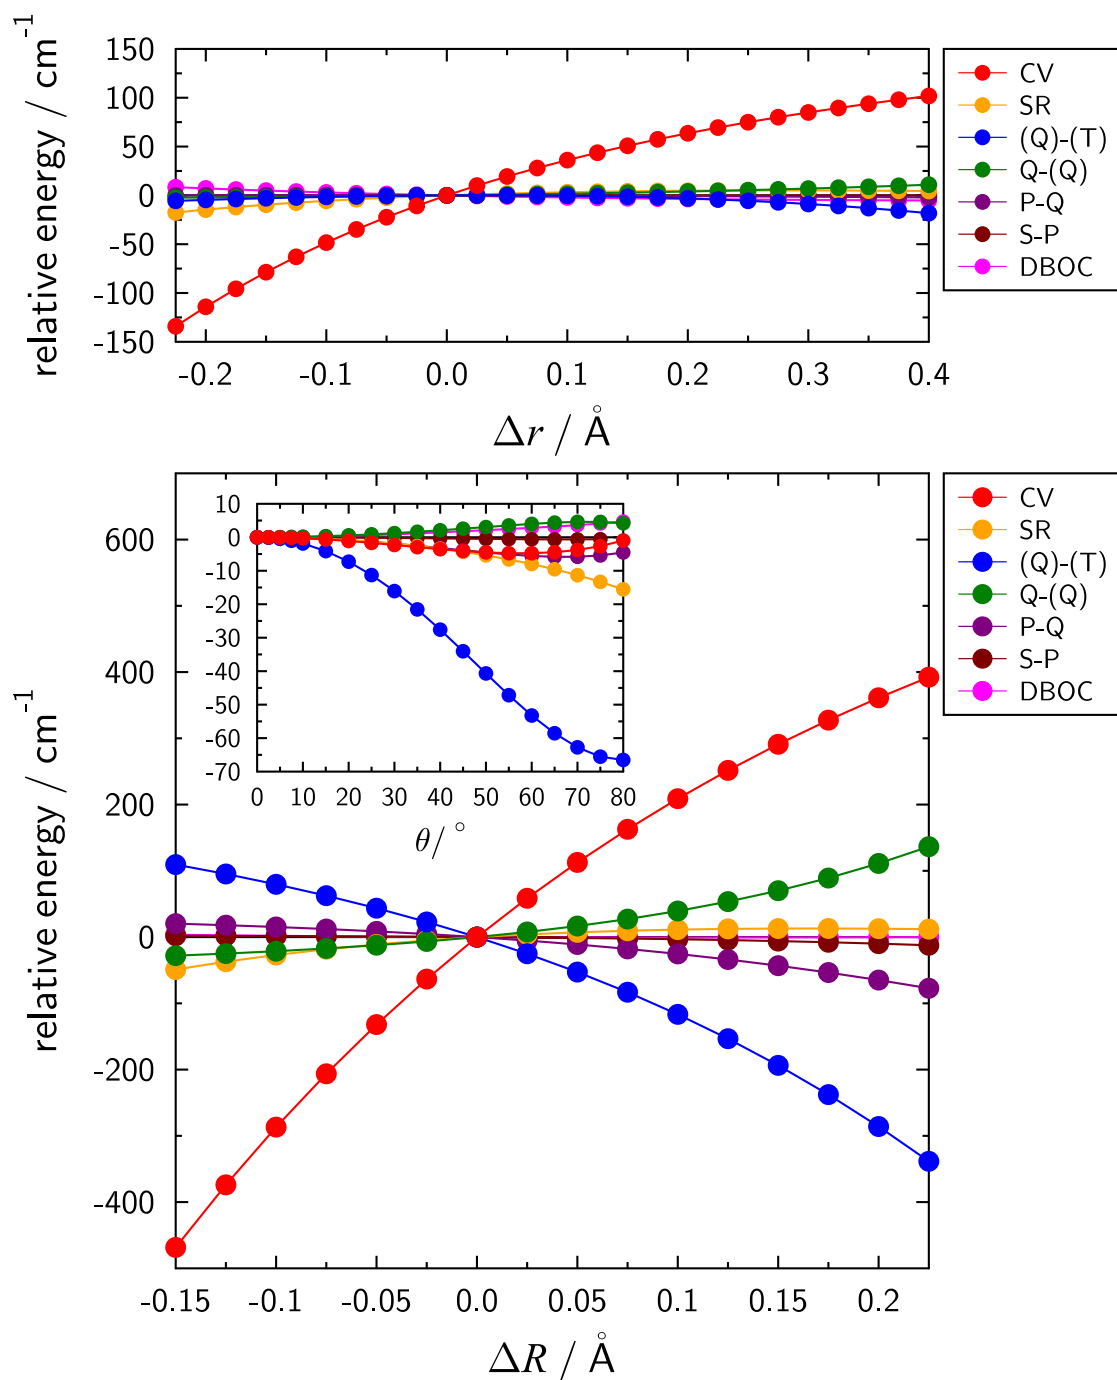 relative energy / cm-1
150
100
50
0
-50
-100
-150
-0.2 -0.1 0.0 0.1 0.2 0.3 0.4
Δr / Å
CV
SR
(Q)-(T)
Q-(Q)
P-Q
S-P
DBOC
relative energy / cm-1
600
400
200
0
-200
-400
-0.15 -0.1 -0.05 0.0 0.05 0.1 0.15 0.2
ΔR / Å
10
0
-10
-20
-30
-40
-50
-60
-70
0 10 20 30 40 50 60 70 80
θ/ °
CV
SR
(Q)-(T)
Q-(Q)
P-Q
S-P
DBOC